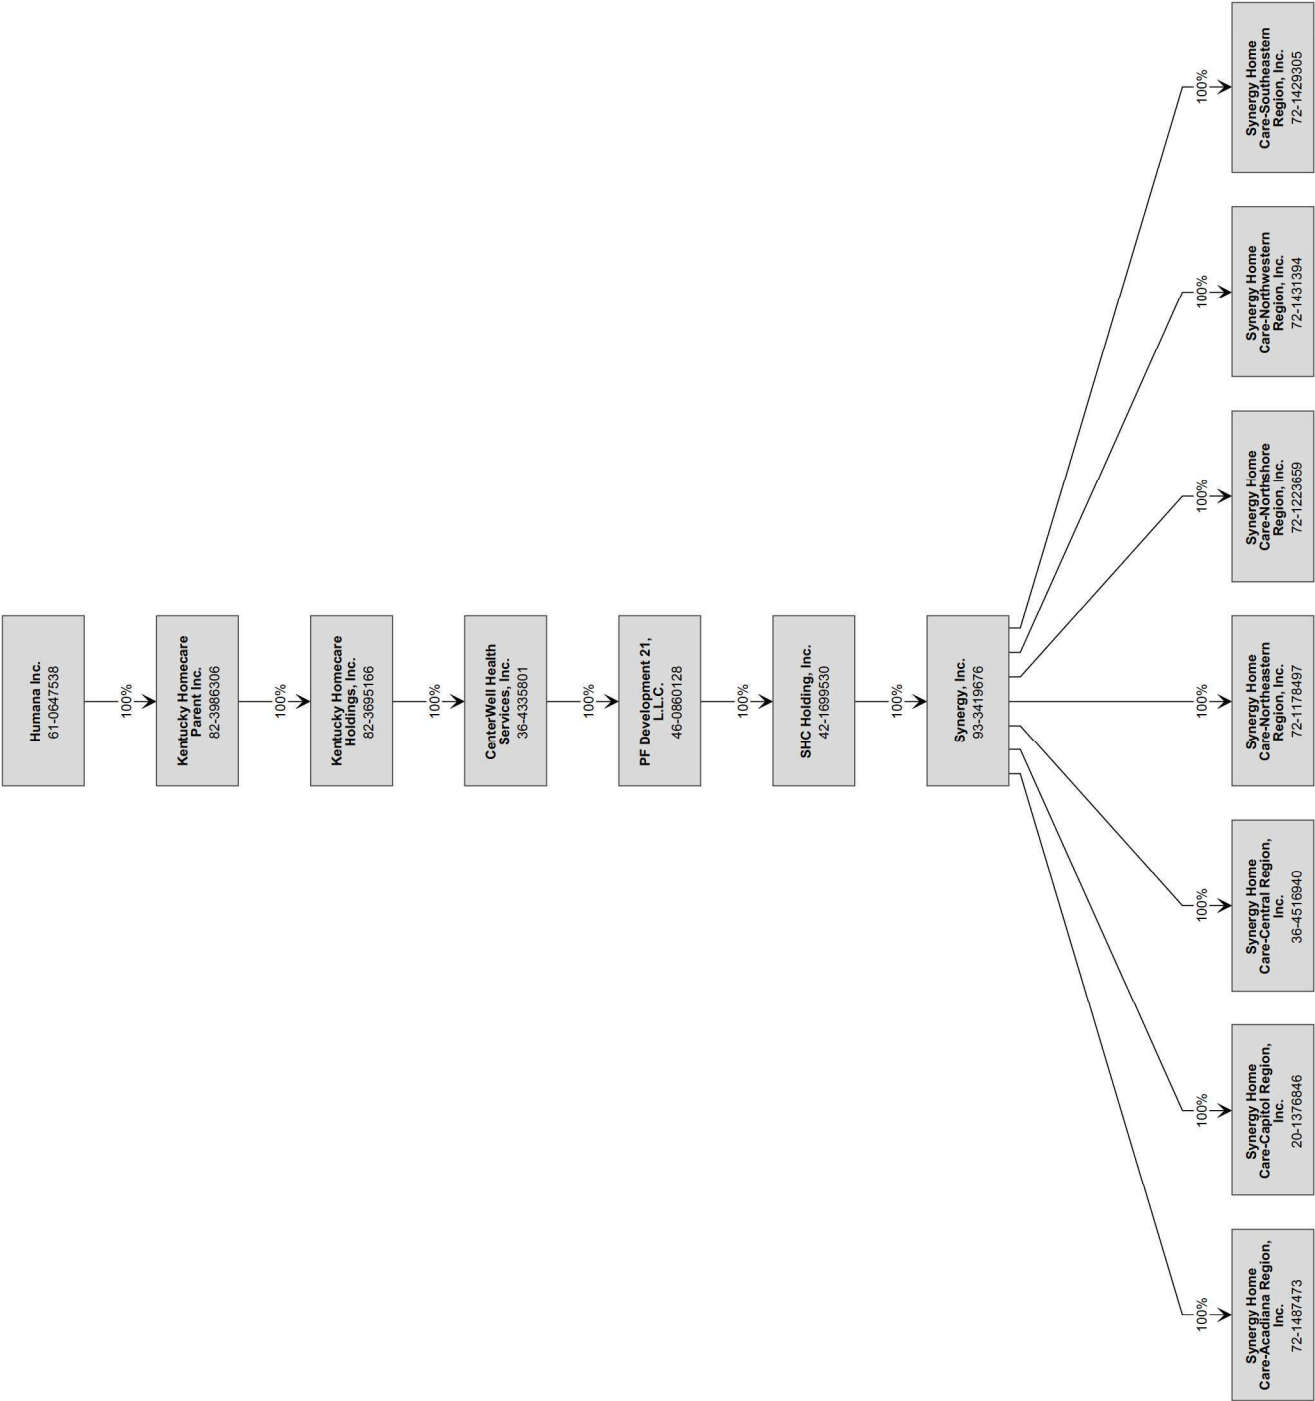 Humana Inc.
61-0647538
100%
Kentucky Homecare
Parent Inc.
82-3986306
100%
Kentucky Homecare
Holdings, Inc.
82-3695166
100%
CenterWell Health
Services, Inc.
36-4335801
100%
PF Development 21,
L.L.C.
46-0860128
100%
SHC Holding, Inc.
42-1699530
100%
Synergy, Inc.
93-3419676
100%
Synergy Home
Care-Acadiana Region,
Inc.
72-1487473
100%
Synergy Home
Care-Capitol Region,
Inc.
20-1376846
100%
Synergy Home
Care-Central Region,
Inc.
36-4516940
100%
Synergy Home
Care-Northeastern
Region, Inc.
72-1178497
100%
Synergy Home
Care-Northshore
Region, Inc.
72-1223659
100%
Synergy Home
Care-Northwestern
Region, Inc.
72-1431394
100%
Synergy Home
Care-Southeastern
Region, Inc.
72-1429305